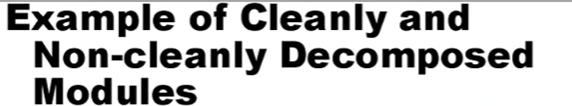 Example of Cleanly and
Non-cleanly Decomposed
Modules